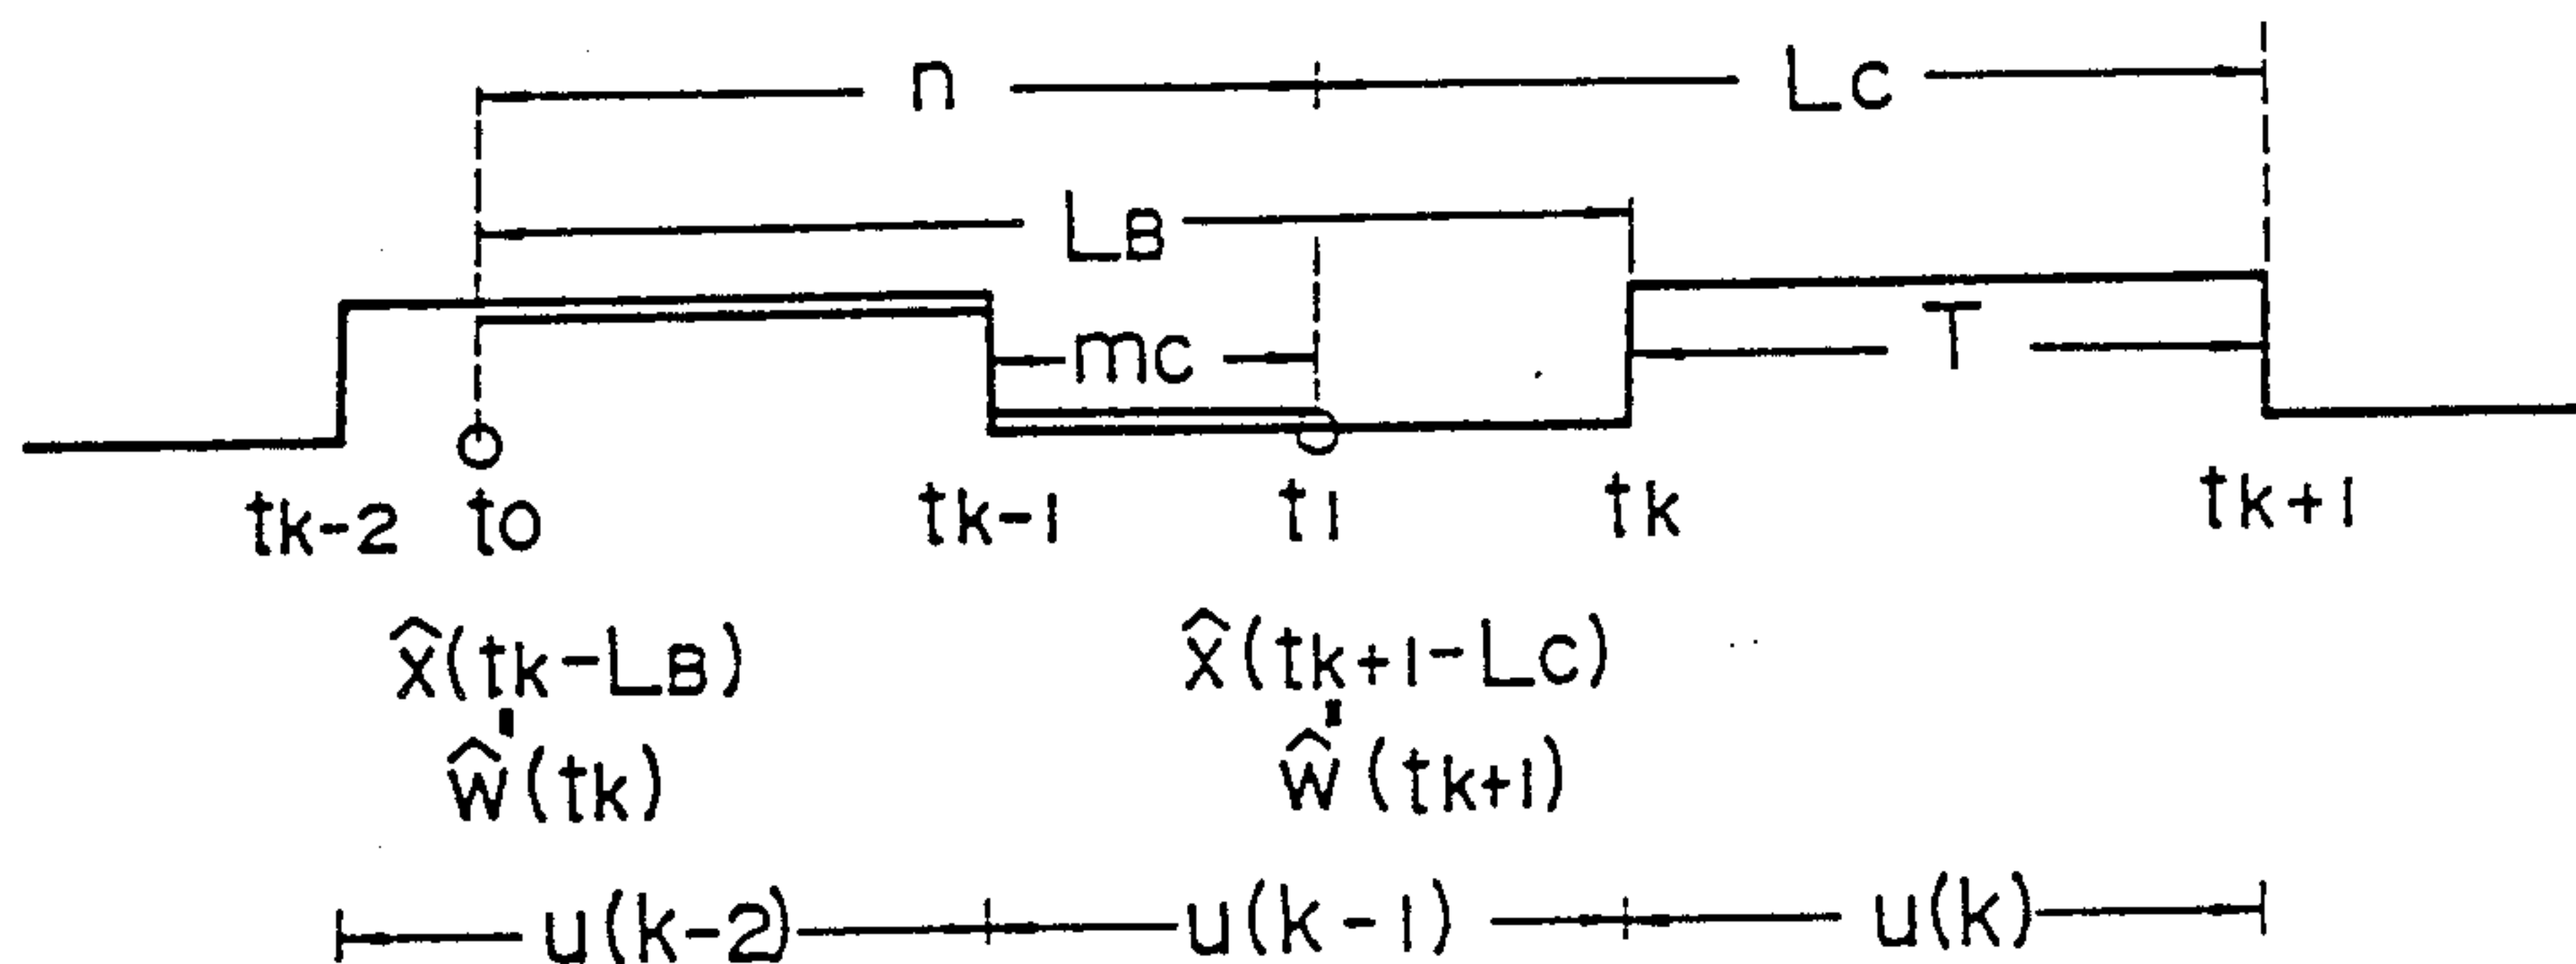 n Lc
LB
mc T
tk-2 to tk-1 t1 tk tk+1
x̂(tk-LB) x̂(tk+1-Lc)
ŵ(tk) ŵ(tk+1)
u(k-2) u(k-1) u(k)